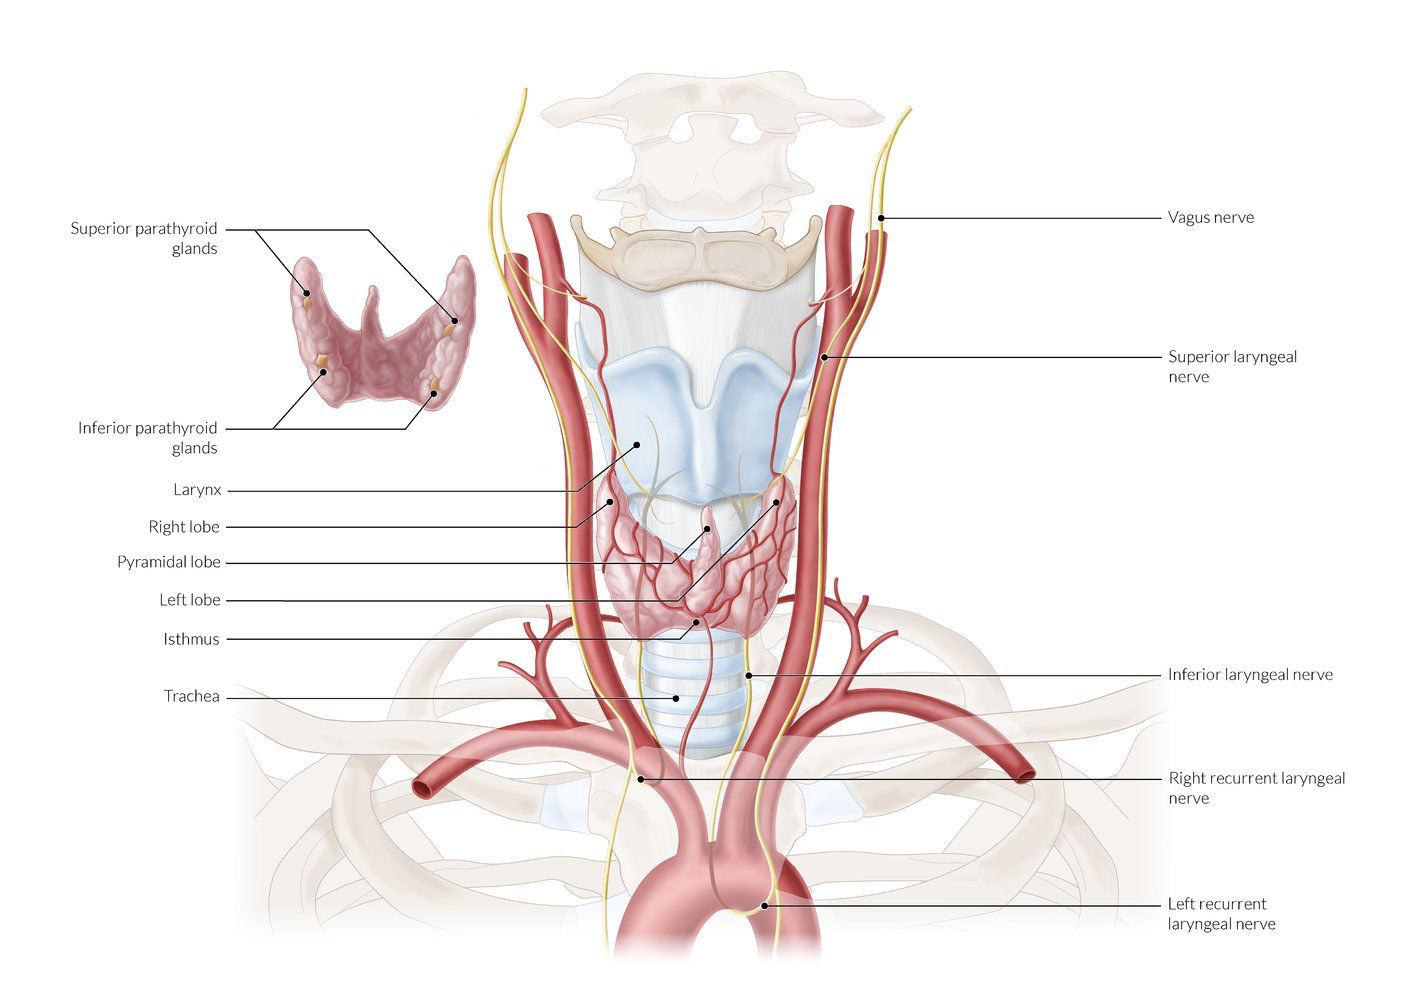 Superior parathyroid
glands
Inferior parathyroid
glands
Larynx
Right lobe
Pyramidal lobe
Left lobe
Isthmus
Trachea
Vagus nerve
Superior laryngeal
nerve
Inferior laryngeal nerve
Right recurrent laryngeal
nerve
Left recurrent
laryngeal nerve